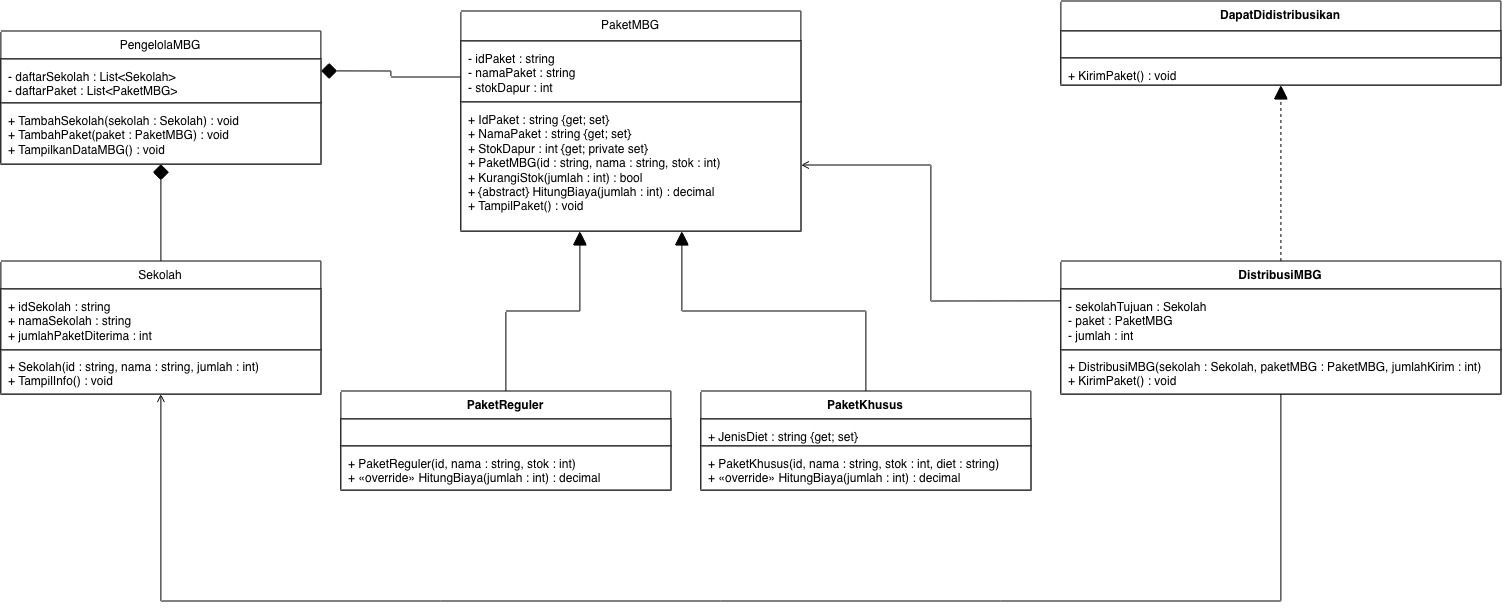 PengelolaMBG
- daftarSekolah : List<Sekolah>
- daftarPaket : List<PaketMBG>
+ TambahSekolah(sekolah : Sekolah) : void
+ TambahPaket(paket : PaketMBG) : void
+ TampilkanDataMBG() : void
PaketMBG
- idPaket : string
- namaPaket : string
- stokDapur : int
+ IdPaket : string {get; set}
+ NamaPaket : string {get; set}
+ StokDapur : int {get; private set}
+ PaketMBG(id : string, nama : string, stok : int)
+ KurangiStok(jumlah : int) : bool
+ {abstract} HitungBiaya(jumlah : int) : decimal
+ TampilPaket() : void
DapatDidistribusikan
+ KirimPaket() : void
Sekolah
+ idSekolah : string
+ namaSekolah : string
+ jumlahPaketDiterima : int
+ Sekolah(id : string, nama : string, jumlah : int)
+ TampilInfo() : void
DistribusiMBG
- sekolahTujuan : Sekolah
- paket : PaketMBG
- jumlah : int
+ DistribusiMBG(sekolah : Sekolah, paketMBG : PaketMBG, jumlahKirim : int)
+ KirimPaket() : void
PaketReguler
+ PaketReguler(id, nama : string, stok : int)
+ «override» HitungBiaya(jumlah : int) : decimal
PaketKhusus
+ JenisDiet : string {get; set}
+ PaketKhusus(id, nama : string, stok : int, diet : string)
+ «override» HitungBiaya(jumlah : int) : decimal